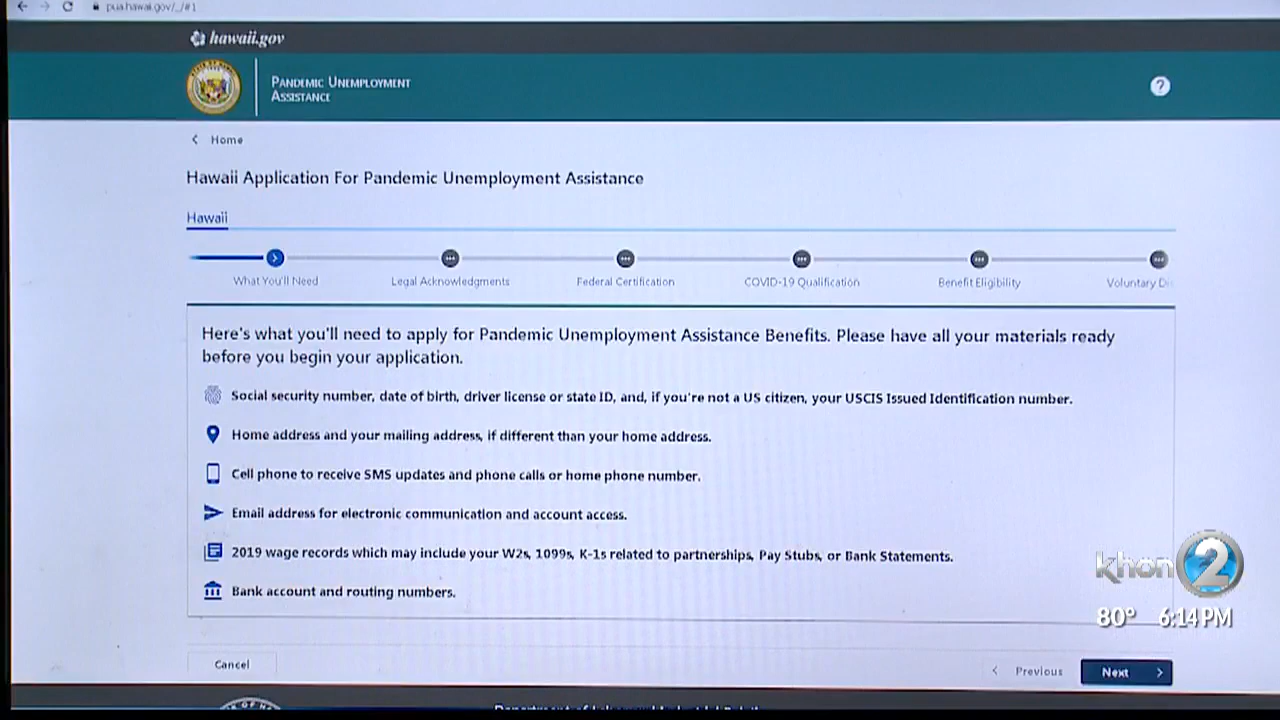 pua.hawaii.gov/_/#1
hawaii.gov
PANDEMIC UNEMPLOYMENT
ASSISTANCE
?
Home
Hawaii Application For Pandemic Unemployment Assistance
Hawaii
What You'll Need Legal Acknowledgments Federal Certification COVID-19 Qualification Benefit Eligibility Voluntary Di
Here's what you'll need to apply for Pandemic Unemployment Assistance Benefits. Please have all your materials ready
before you begin your application.
Social security number, date of birth, driver license or state ID, and, if you're not a US citizen, your USCIS Issued Identification number.
Home address and your mailing address, if different than your home address.
Cell phone to receive SMS updates and phone calls or home phone number.
Email address for electronic communication and account access.
2019 wage records which may include your W2s, 1099s, K-1s related to partnerships, Pay Stubs, or Bank Statements.
Bank account and routing numbers.
khon 2
80° 6:14 PM
Cancel Previous Next